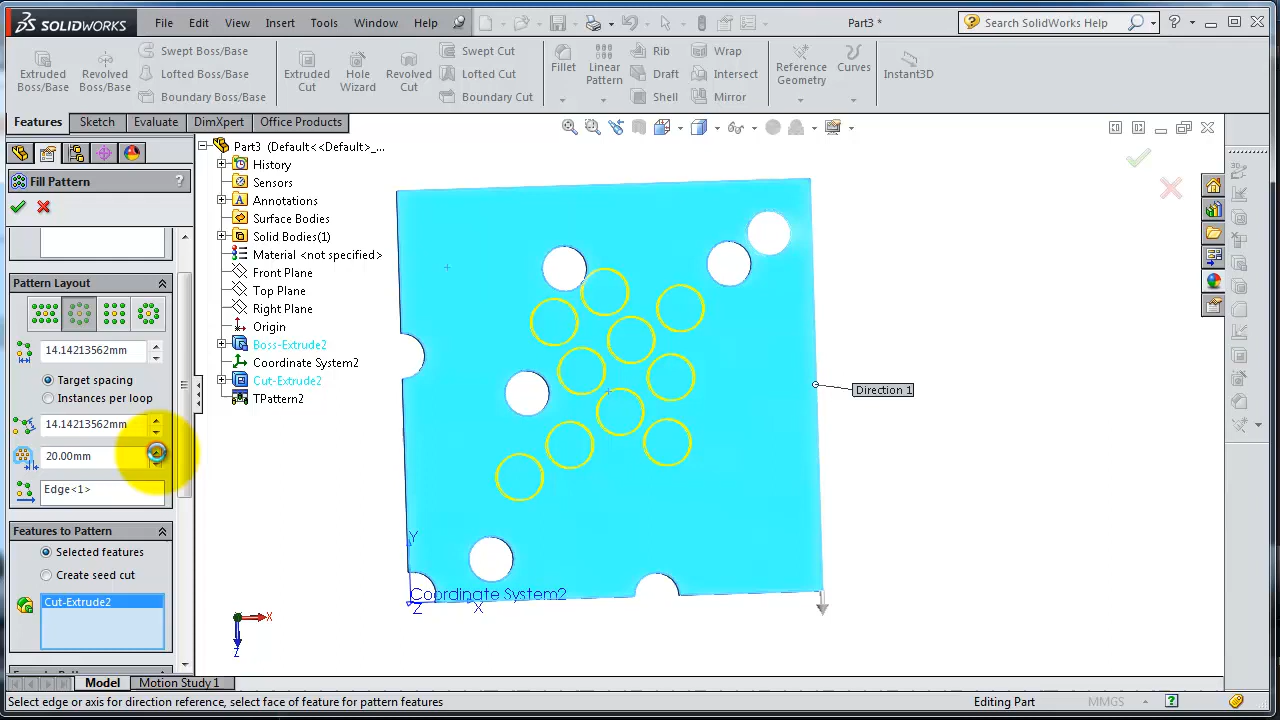 SOLIDWORKS File Edit View Insert Tools Window Help Part3 * Search SolidWorks Help
Extruded Boss/Base
Revolved Boss/Base
Swept Boss/Base
Lofted Boss/Base
Boundary Boss/Base
Extruded Cut
Hole Wizard
Revolved Cut
Swept Cut
Lofted Cut
Boundary Cut
Fillet
Linear Pattern
Rib
Draft
Shell
Wrap
Intersect
Mirror
Reference Geometry
Curves
Instant3D
Features Sketch Evaluate DimXpert Office Products
Fill Pattern ?
Pattern Layout
14.14213562mm
Target spacing
Instances per loop
14.14213562mm
20.00mm
Edge<1>
Features to Pattern
Selected features
Create seed cut
Cut-Extrude2
Part3 (Default<<Default>_...
History
Sensors
Annotations
Surface Bodies
Solid Bodies(1)
Material <not specified>
Front Plane
Top Plane
Right Plane
Origin
Boss-Extrude2
Coordinate System2
Cut-Extrude2
TPattern2
Direction 1
Y
Coordinate System2
Z X
X
Z
Model Motion Study 1
Select edge or axis for direction reference, select face of feature for pattern features Editing Part MMGS